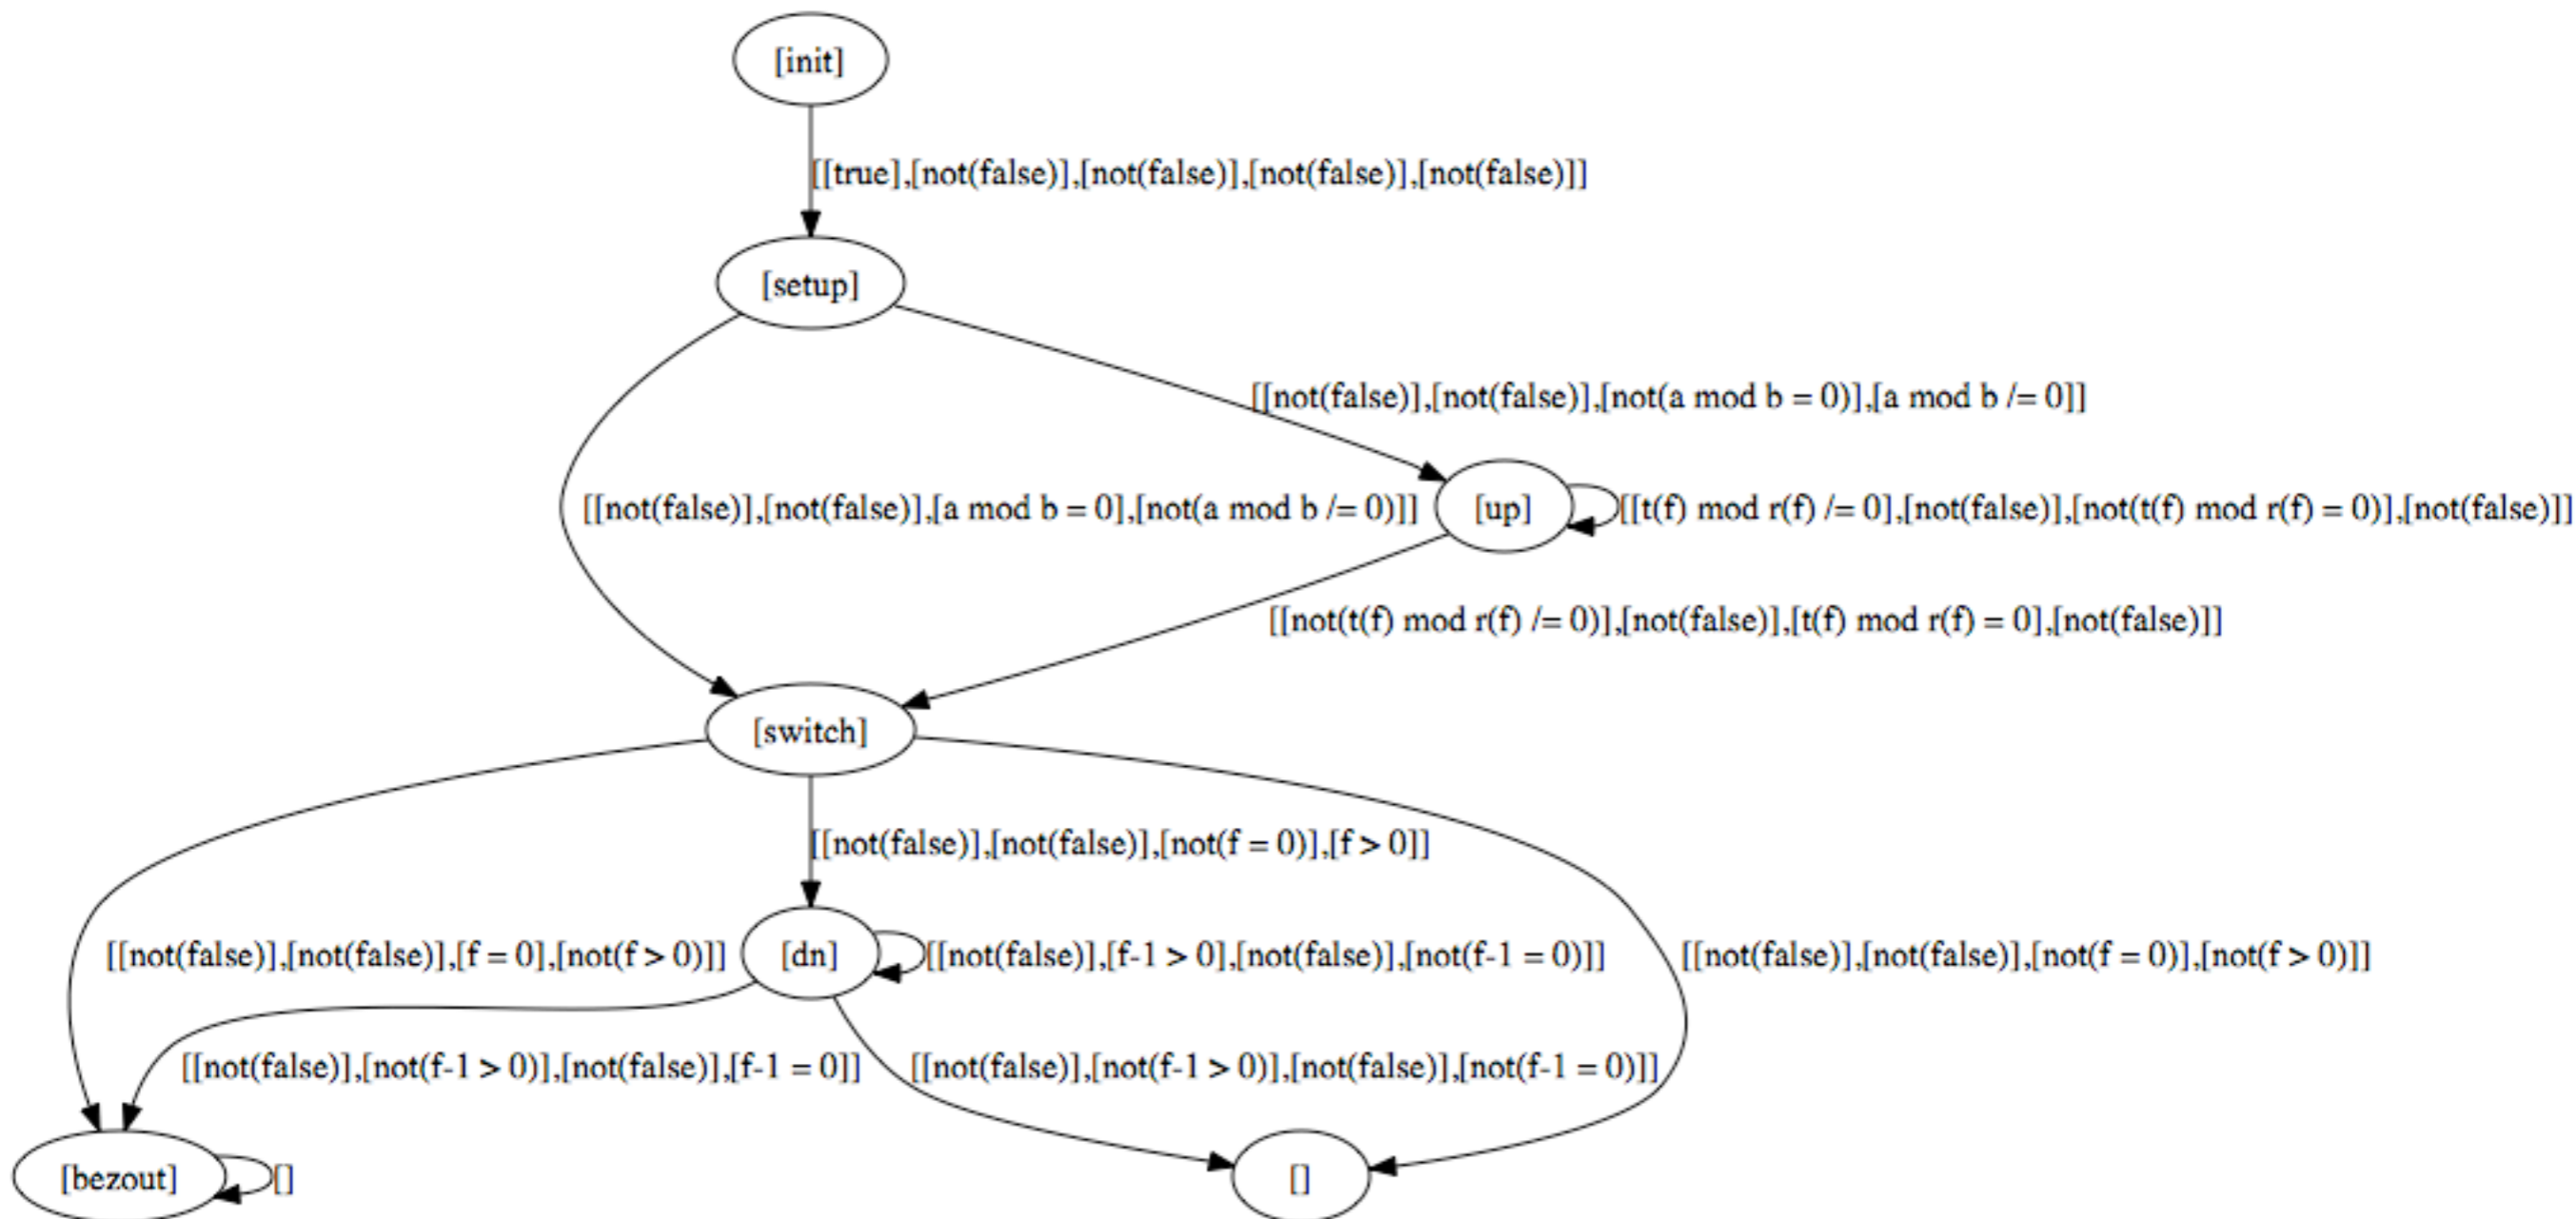 [init]
[[true],[not(false)],[not(false)],[not(false)],[not(false)]]
[setup]
[[not(false)],[not(false)],[not(a mod b = 0)],[a mod b /= 0]]
[[not(false)],[not(false)],[a mod b = 0],[not(a mod b /= 0)]]
[up]
[[t(f) mod r(f) /= 0],[not(false)],[not(t(f) mod r(f) = 0)],[not(false)]]
[[not(t(f) mod r(f) /= 0)],[not(false)],[t(f) mod r(f) = 0],[not(false)]]
[switch]
[[not(false)],[not(false)],[not(f = 0)],[f > 0]]
[[not(false)],[not(false)],[f = 0],[not(f > 0)]]
[dn]
[[not(false)],[f-1 > 0],[not(false)],[not(f-1 = 0)]]
[[not(false)],[not(false)],[not(f = 0)],[not(f > 0)]]
[[not(false)],[not(f-1 > 0)],[not(false)],[f-1 = 0]]
[[not(false)],[not(f-1 > 0)],[not(false)],[not(f-1 = 0)]]
[bezout]
[]
[]